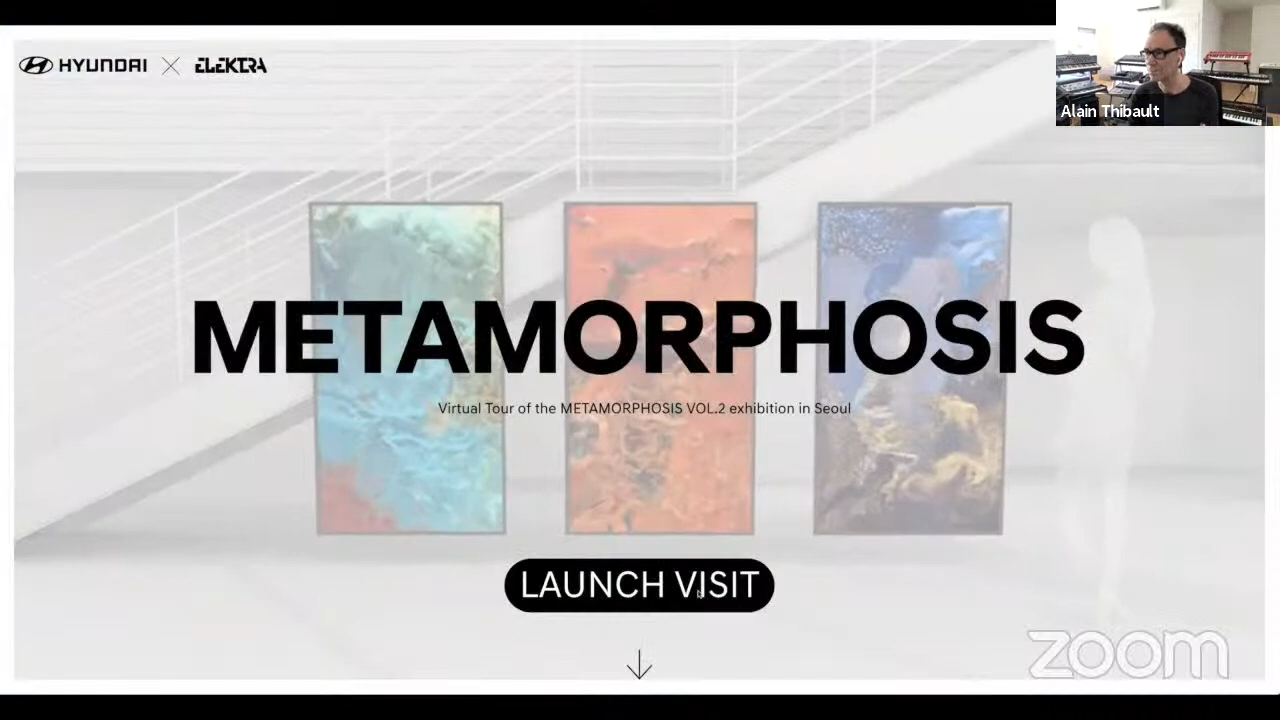 HYUNDAI × ELEKTRA
Alain Thibault
METAMORPHOSIS
Virtual Tour of the METAMORPHOSIS VOL.2 exhibition in Seoul
LAUNCH VISIT
zoom